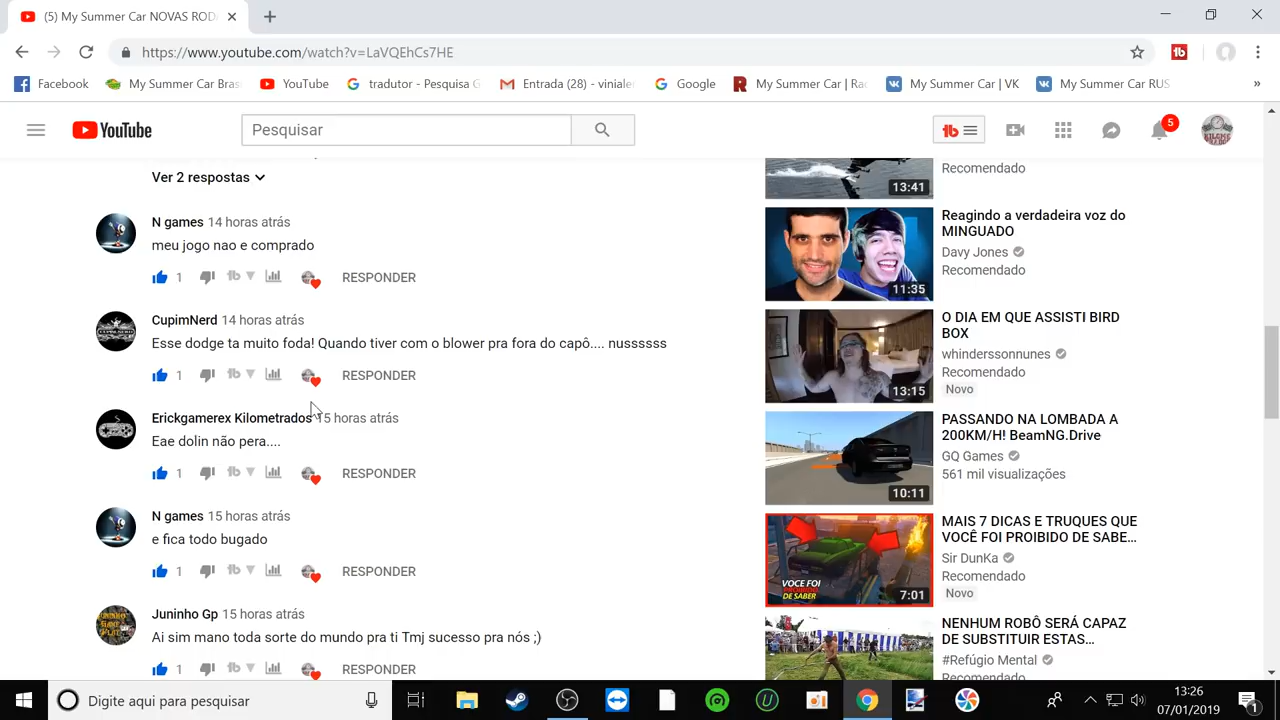 (5) My Summer Car NOVAS ROD
https://www.youtube.com/watch?v=LaVQEhCs7HE
Facebook
My Summer Car Bras
YouTube
tradutor - Pesquisa G
Entrada (28) - viniale
Google
My Summer Car | Rac
My Summer Car | VK
My Summer Car RUS
»
YouTube
Pesquisar
5
Ver 2 respostas
N games 14 horas atrás
meu jogo nao e comprado
1 RESPONDER
CupimNerd 14 horas atrás
Esse dodge ta muito foda! Quando tiver com o blower pra fora do capô.... nussssss
1 RESPONDER
Erickgamerex Kilometrados 15 horas atrás
Eae dolin não pera....
1 RESPONDER
N games 15 horas atrás
e fica todo bugado
1 RESPONDER
Juninho Gp 15 horas atrás
Ai sim mano toda sorte do mundo pra ti Tmj sucesso pra nós ;)
1 RESPONDER
13:41
Recomendado
11:35
Reagindo a verdadeira voz do
MINGUADO
Davy Jones
Recomendado
13:15
O DIA EM QUE ASSISTI BIRD
BOX
whinderssonnunes
Recomendado
Novo
10:11
PASSANDO NA LOMBADA A
200KM/H! BeamNG.Drive
GQ Games
561 mil visualizações
VOCE FOI
PROIBIDO
DE SABER
7:01
MAIS 7 DICAS E TRUQUES QUE
VOCÊ FOI PROIBIDO DE SABE...
Sir DunKa
Recomendado
Novo
NENHUM ROBÔ SERÁ CAPAZ
DE SUBSTITUIR ESTAS...
#Refúgio Mental
Recomendado
Digite aqui para pesquisar
13:26
07/01/2019
1